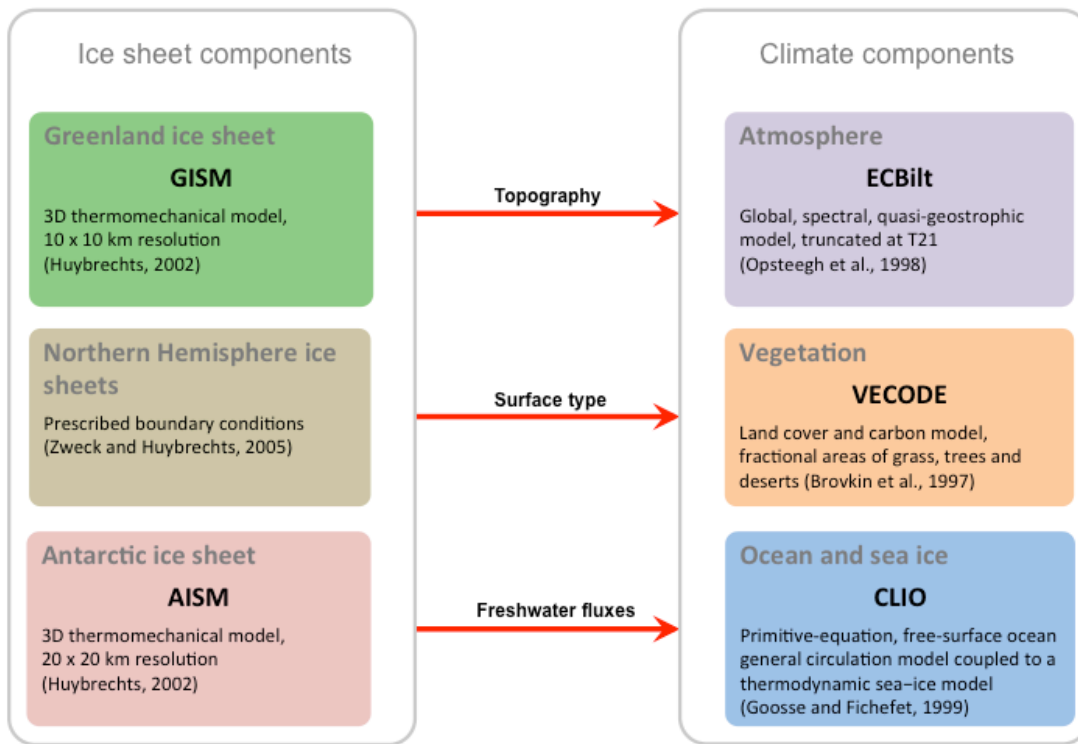 Ice sheet components
Greenland ice sheet
GISM
3D thermomechanical model,
10 x 10 km resolution
(Huybrechts, 2002)
Northern Hemisphere ice
sheets
Prescribed boundary conditions
(Zweck and Huybrechts, 2005)
Antarctic ice sheet
AISM
3D thermomechanical model,
20 x 20 km resolution
(Huybrechts, 2002)
Topography
Surface type
Freshwater fluxes
Climate components
Atmosphere
ECBilt
Global, spectral, quasi-geostrophic
model, truncated at T21
(Opsteegh et al., 1998)
Vegetation
VECODE
Land cover and carbon model,
fractional areas of grass, trees and
deserts (Brovkin et al., 1997)
Ocean and sea ice
CLIO
Primitive-equation, free-surface ocean
general circulation model coupled to a
thermodynamic sea−ice model
(Goosse and Fichefet, 1999)